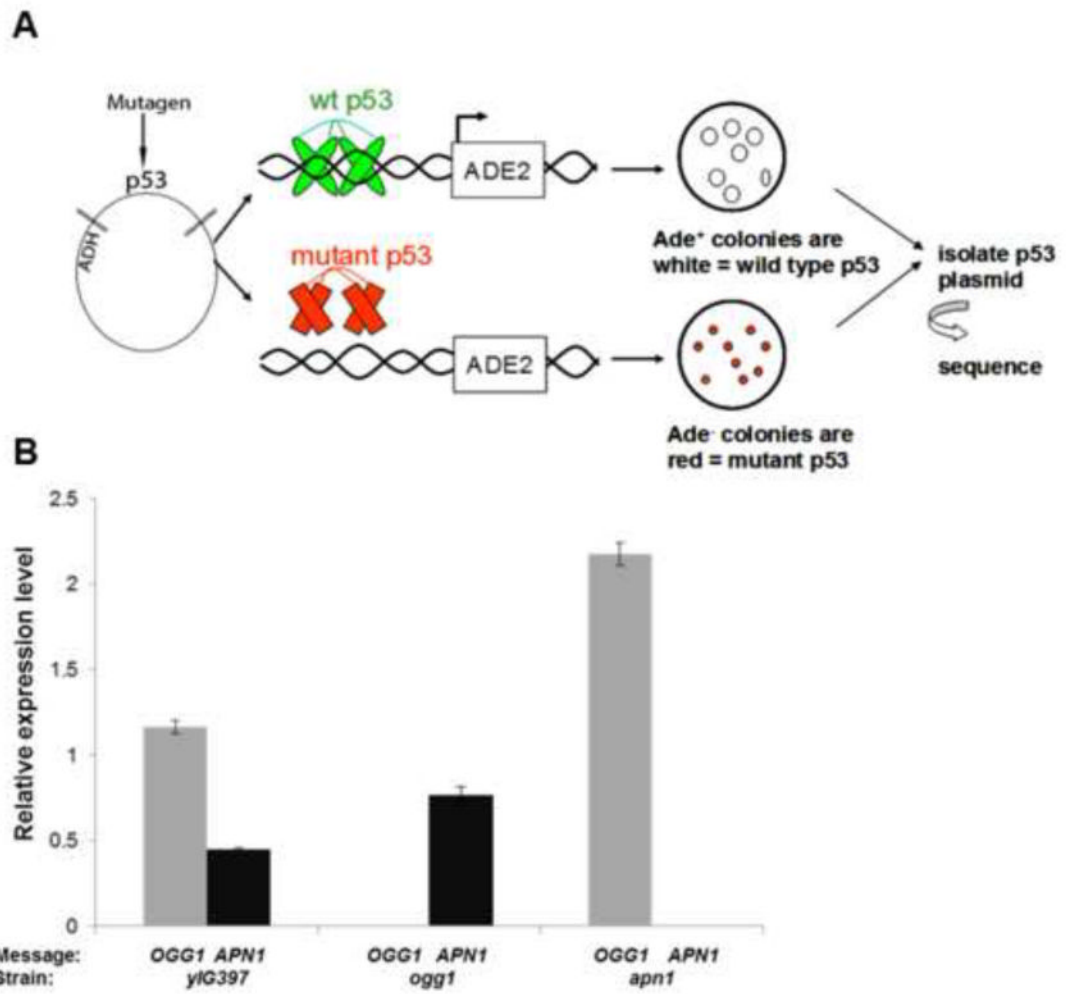 A
Mutagen
p53
ADH
wt p53
ADE2
Ade⁺ colonies are
white = wild type p53
mutant p53
ADE2
Ade⁻ colonies are
red = mutant p53
isolate p53
plasmid
sequence
B
Relative expression level
2.5
2
1.5
1
0.5
0
Message: OGG1 APN1 OGG1 APN1 OGG1 APN1
Strain: yIG397 ogg1 apn1